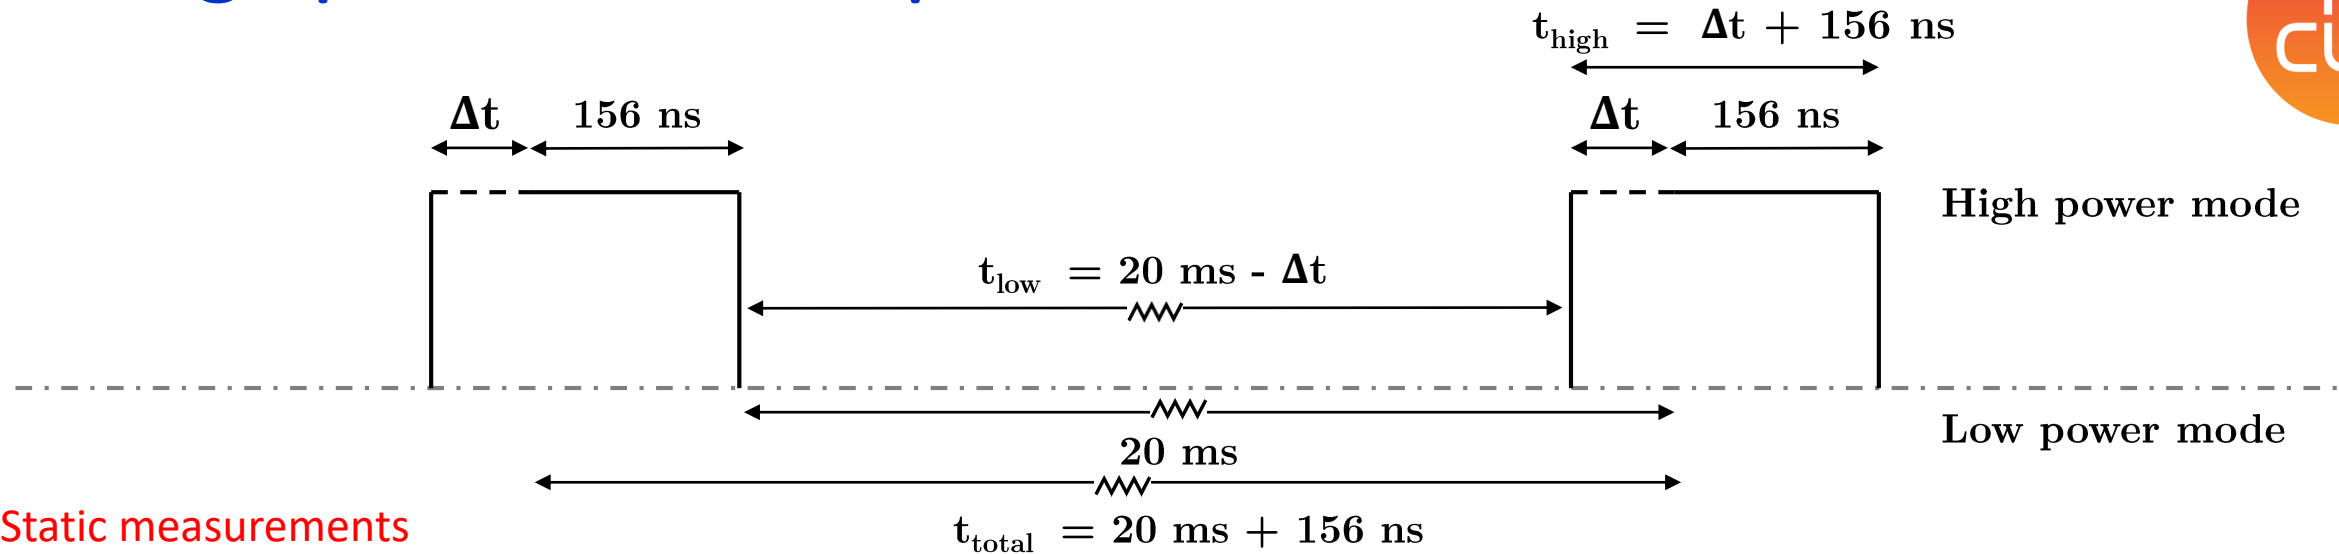 t_high = Δt + 156 ns
Δt 156 ns
Δt 156 ns
High power mode
t_low = 20 ms - Δt
20 ms
Low power mode
t_total = 20 ms + 156 ns
Static measurements